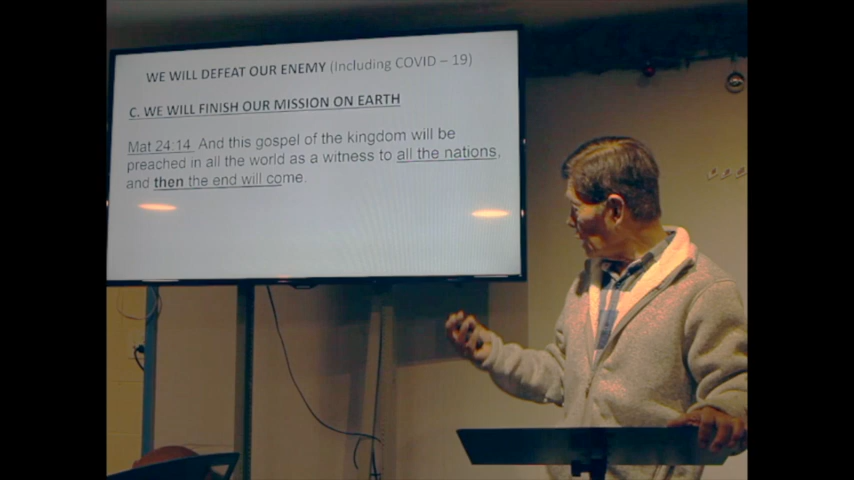 WE WILL DEFEAT OUR ENEMY (Including COVID – 19)
C. WE WILL FINISH OUR MISSION ON EARTH
Mat 24:14 And this gospel of the kingdom will be
preached in all the world as a witness to all the nations,
and then the end will come.